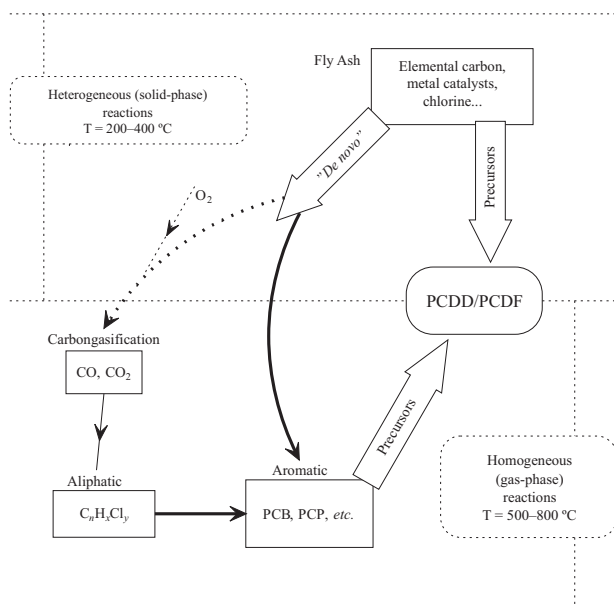 Fly Ash
Elemental carbon,
metal catalysts,
chlorine...
Heterogeneous (solid-phase)
reactions
T = 200–400 ºC
"De novo"
Precursors
O₂
PCDD/PCDF
Carbongasification
CO, CO₂
Precursors
Aliphatic
CₙHₓClᵧ
Aromatic
PCB, PCP, etc.
Homogeneous
(gas-phase)
reactions
T = 500–800 ºC